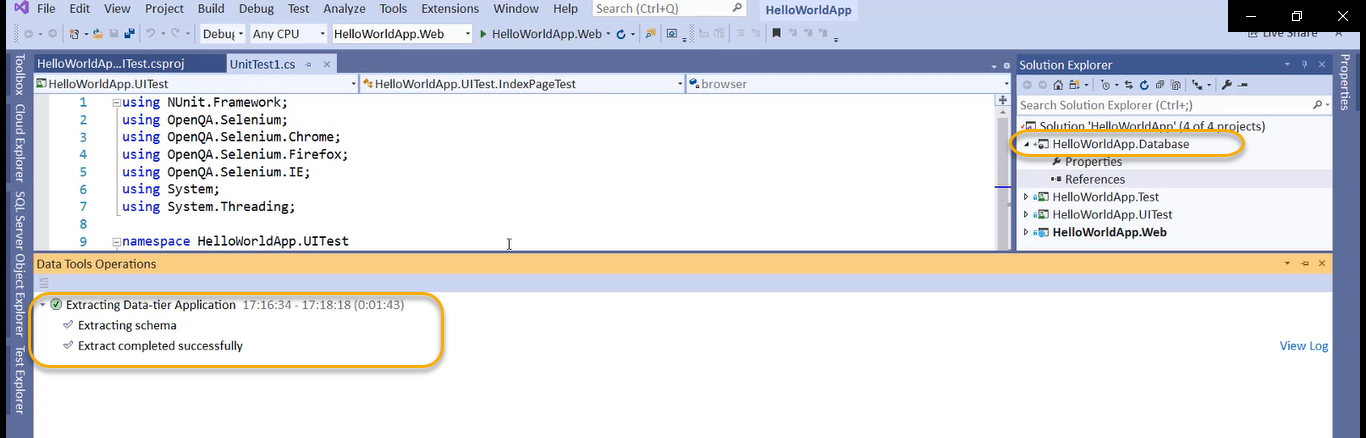 File Edit View Project Build Debug Test Analyze Tools Extensions Window Help Search (Ctrl+Q) HelloWorldApp
Debug Any CPU HelloWorldApp.Web HelloWorldApp.Web Live Share
Toolbox
Cloud Explorer
SQL Server Object Explorer
Test Explorer
HelloWorldAp...ITest.csproj UnitTest1.cs
HelloWorldApp.UITest HelloWorldApp.UITest.IndexPageTest browser
1 using NUnit.Framework;
2 using OpenQA.Selenium;
3 using OpenQA.Selenium.Chrome;
4 using OpenQA.Selenium.Firefox;
5 using OpenQA.Selenium.IE;
6 using System;
7 using System.Threading;
8
9 namespace HelloWorldApp.UITest
Solution Explorer
Search Solution Explorer (Ctrl+;)
Solution 'HelloWorldApp' (4 of 4 projects)
HelloWorldApp.Database
Properties
References
HelloWorldApp.Test
HelloWorldApp.UITest
HelloWorldApp.Web
Properties
Data Tools Operations
Extracting Data-tier Application 17:16:34 - 17:18:18 (0:01:43)
Extracting schema
Extract completed successfully
View Log